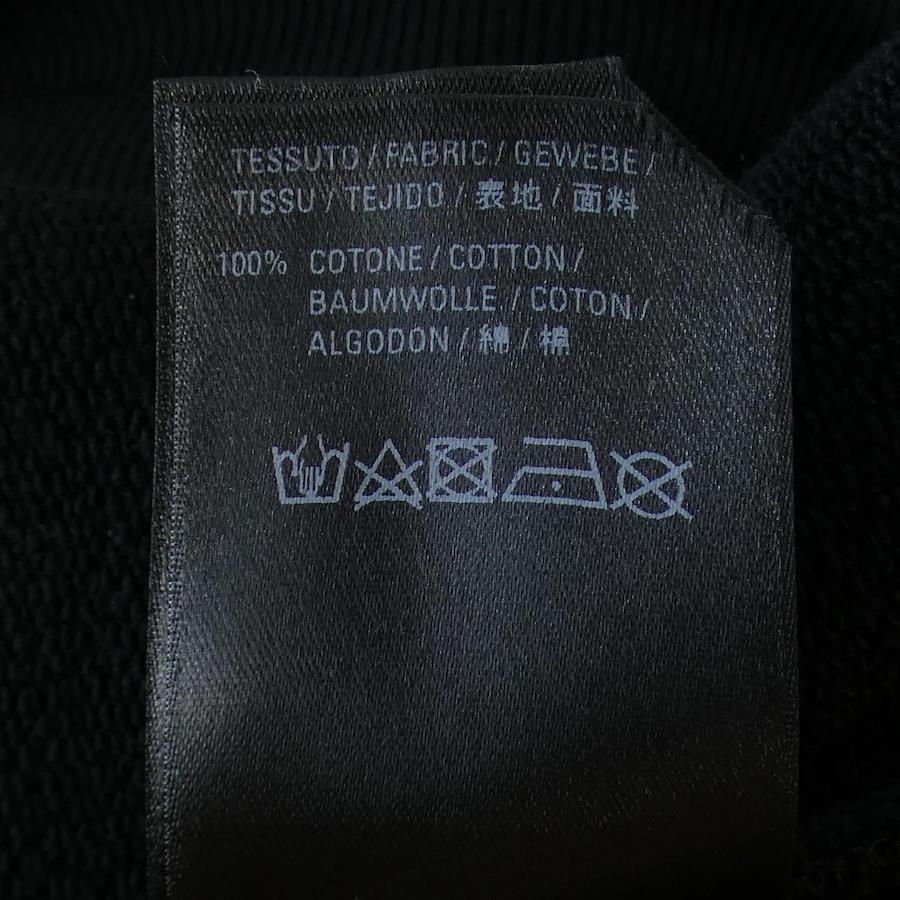 TESSUTO / FABRIC / GEWEBE /
TISSU / TEJIDO / 表地 / 面料
100% COTONE / COTTON /
BAUMWOLLE / COTON /
ALGODON / 綿 / 棉